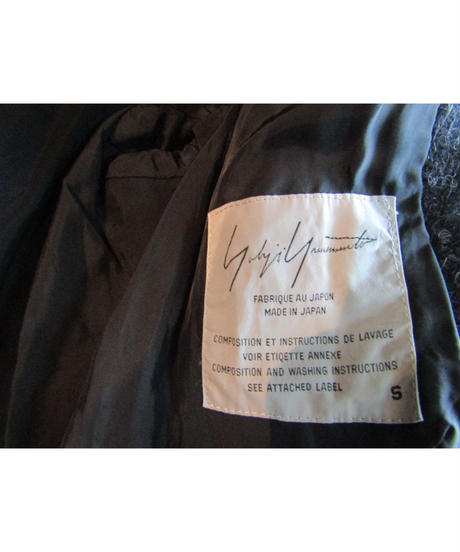 Yohji Yamamoto
FABRIQUE AU JAPON
MADE IN JAPAN
COMPOSITION ET INSTRUCTIONS DE LAVAGE
VOIR ETIQETTE ANNEXE
COMPOSITION AND WASHING INSTRUCTIONS
SEE ATTACHED LABEL
S